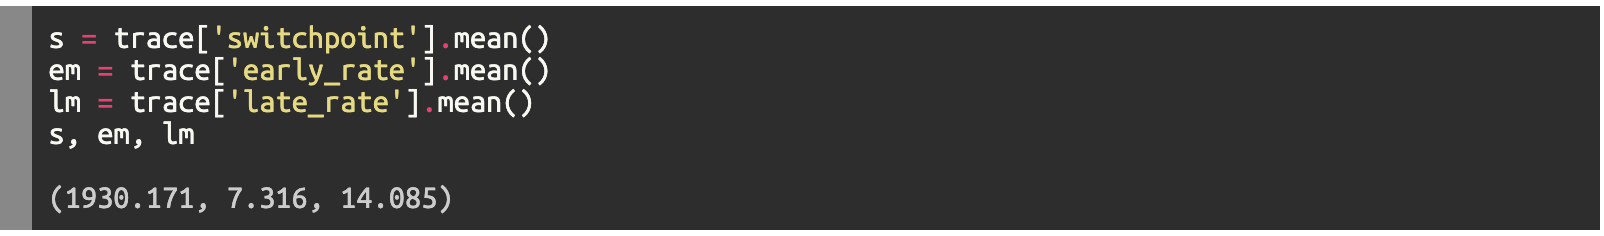 s = trace['switchpoint'].mean()
em = trace['early_rate'].mean()
lm = trace['late_rate'].mean()
s, em, lm
(1930.171, 7.316, 14.085)